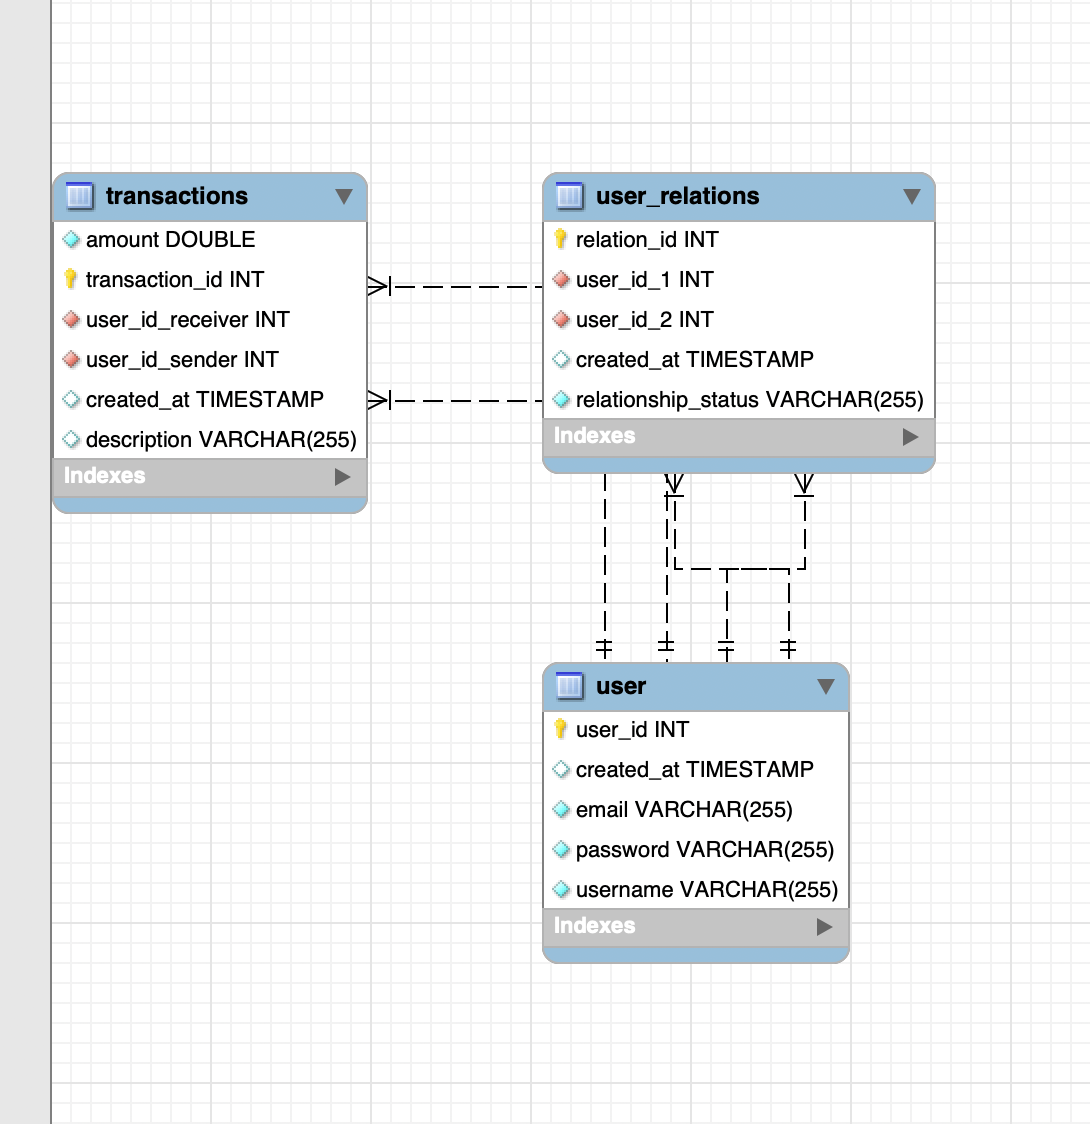 transactions
amount DOUBLE
transaction_id INT
user_id_receiver INT
user_id_sender INT
created_at TIMESTAMP
description VARCHAR(255)
Indexes
user_relations
relation_id INT
user_id_1 INT
user_id_2 INT
created_at TIMESTAMP
relationship_status VARCHAR(255)
Indexes
user
user_id INT
created_at TIMESTAMP
email VARCHAR(255)
password VARCHAR(255)
username VARCHAR(255)
Indexes